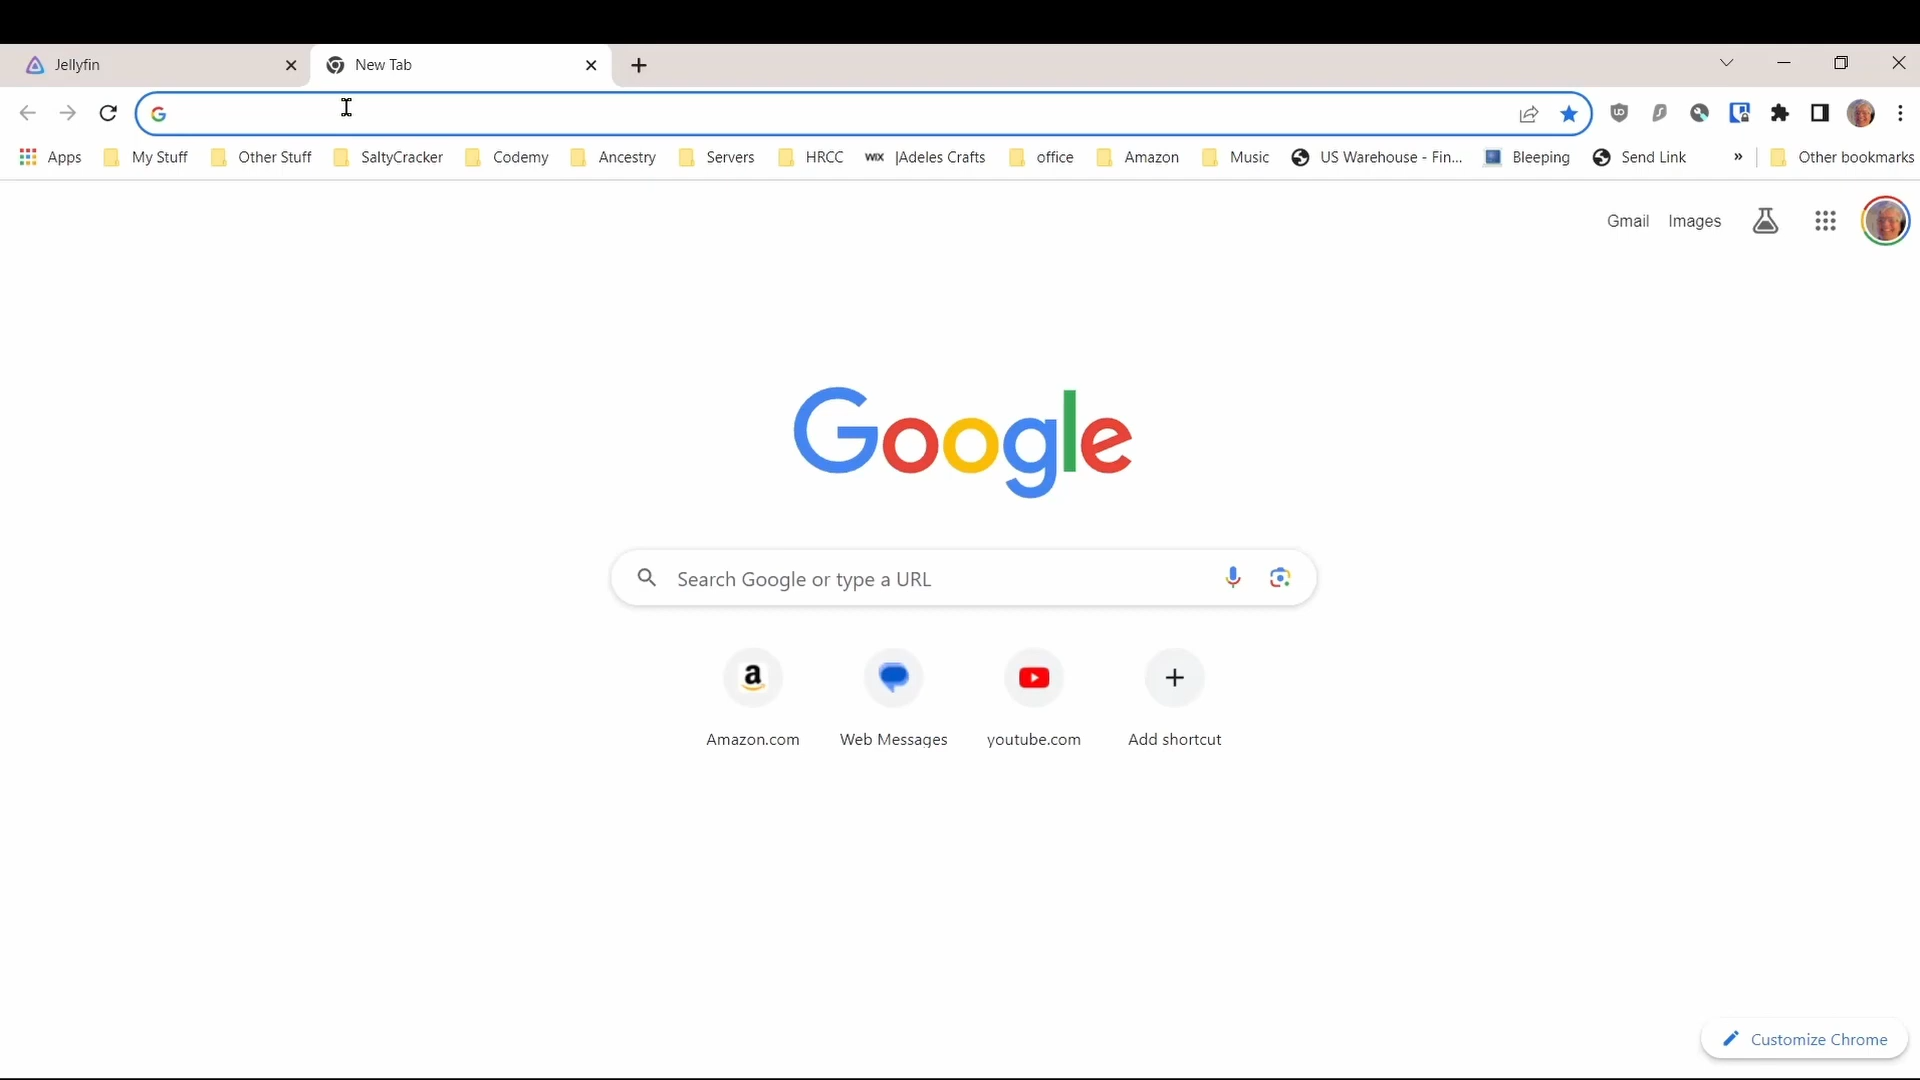 Jellyfin
New Tab
Apps My Stuff Other Stuff SaltyCracker Codemy Ancestry Servers HRCC WIX |Adeles Crafts office Amazon Music US Warehouse - Fin... Bleeping Send Link » Other bookmarks
Gmail Images
Google
Search Google or type a URL
Amazon.com Web Messages youtube.com Add shortcut
Customize Chrome